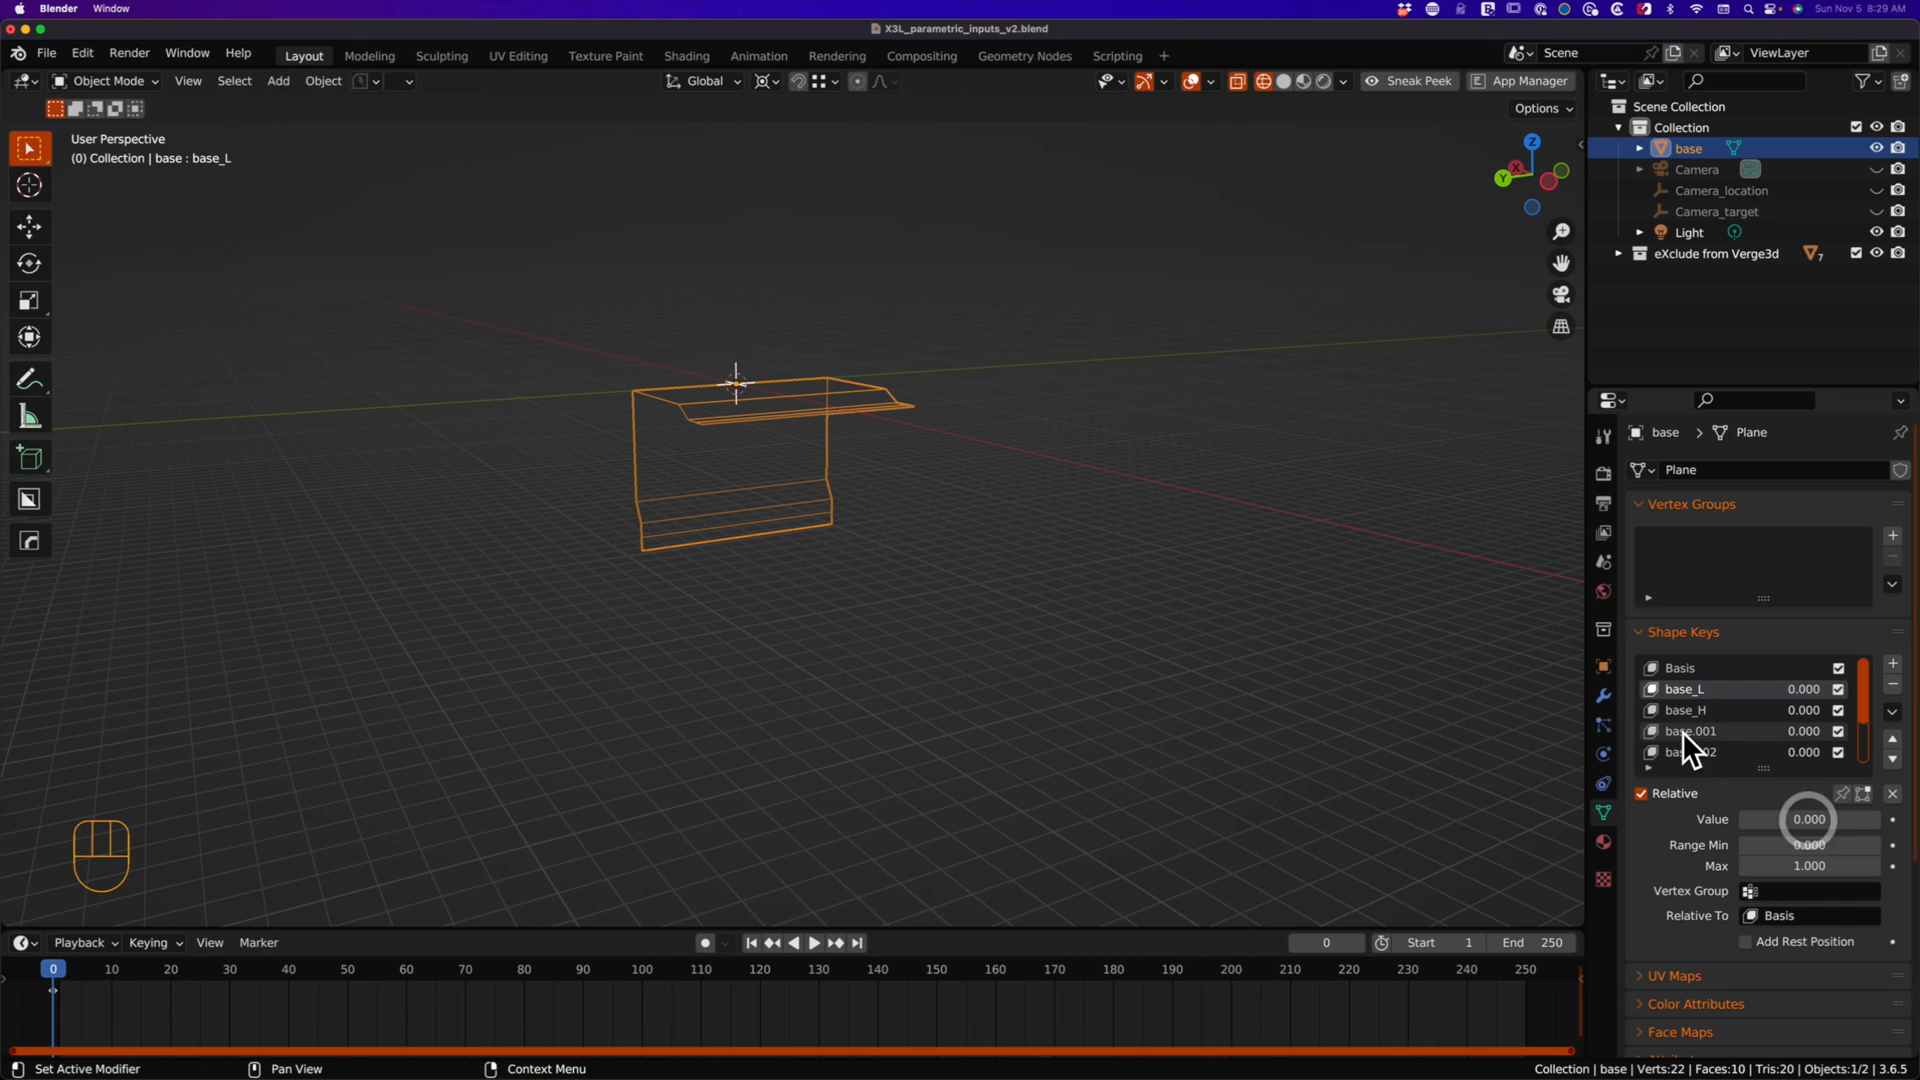 Blender Window
Sun Nov 5 8:29 AM
X3L_parametric_inputs_v2.blend
File Edit Render Window Help
Layout Modeling Sculpting UV Editing Texture Paint Shading Animation Rendering Compositing Geometry Nodes Scripting +
Scene
ViewLayer
Object Mode View Select Add Object
Global
Sneak Peek
App Manager
Options
User Perspective
(0) Collection | base : base_L
Z
X
Y
Scene Collection
Collection
base
Camera
Camera_location
Camera_target
Light
eXclude from Verge3d 7
base > Plane
Plane
Vertex Groups
Shape Keys
Basis
base_L 0.000
base_H 0.000
base.001 0.000
0.000
Relative
Value 0.000
Range Min 0.000
Max 1.000
Vertex Group
Relative To Basis
Add Rest Position
UV Maps
Color Attributes
Face Maps
Playback Keying View Marker
0
Start 1
End 250
0 10 20 30 40 50 60 70 80 90 100 110 120 130 140 150 160 170 180 190 200 210 220 230 240 250
Set Active Modifier
Pan View
Context Menu
Collection | base | Verts:22 | Faces:10 | Tris:20 | Objects:1/2 | 3.6.5